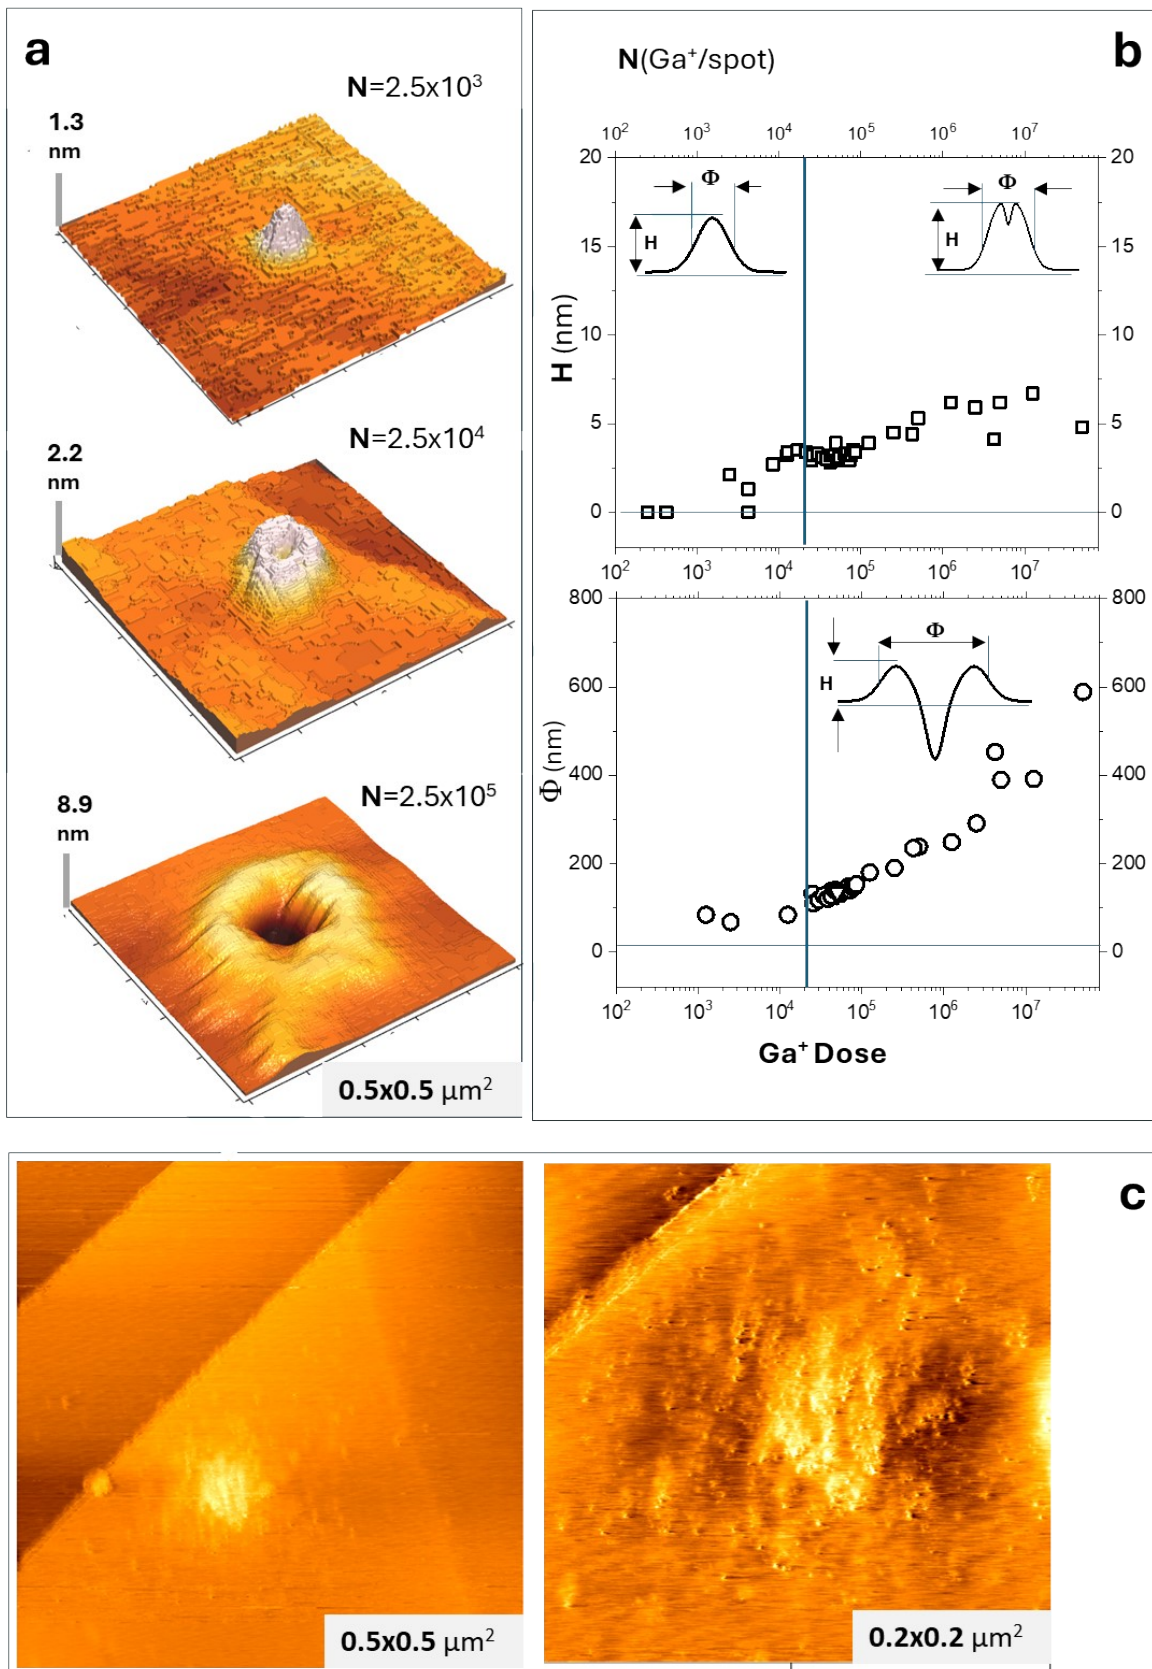 a
N=2.5x10³
1.3
nm
N=2.5x10⁴
2.2
nm
N=2.5x10⁵
8.9
nm
0.5x0.5 µm²
b
N(Ga⁺/spot)
10² 10³ 10⁴ 10⁵ 10⁶ 10⁷
20 20
Φ Φ
H H
15 15
10 10
H (nm)
5 5
0 0
10² 10³ 10⁴ 10⁵ 10⁶ 10⁷
800 800
Φ
H
600 600
Φ (nm)
400 400
200 200
0 0
10² 10³ 10⁴ 10⁵ 10⁶ 10⁷
Ga⁺ Dose
c
0.5x0.5 µm²
0.2x0.2 µm²